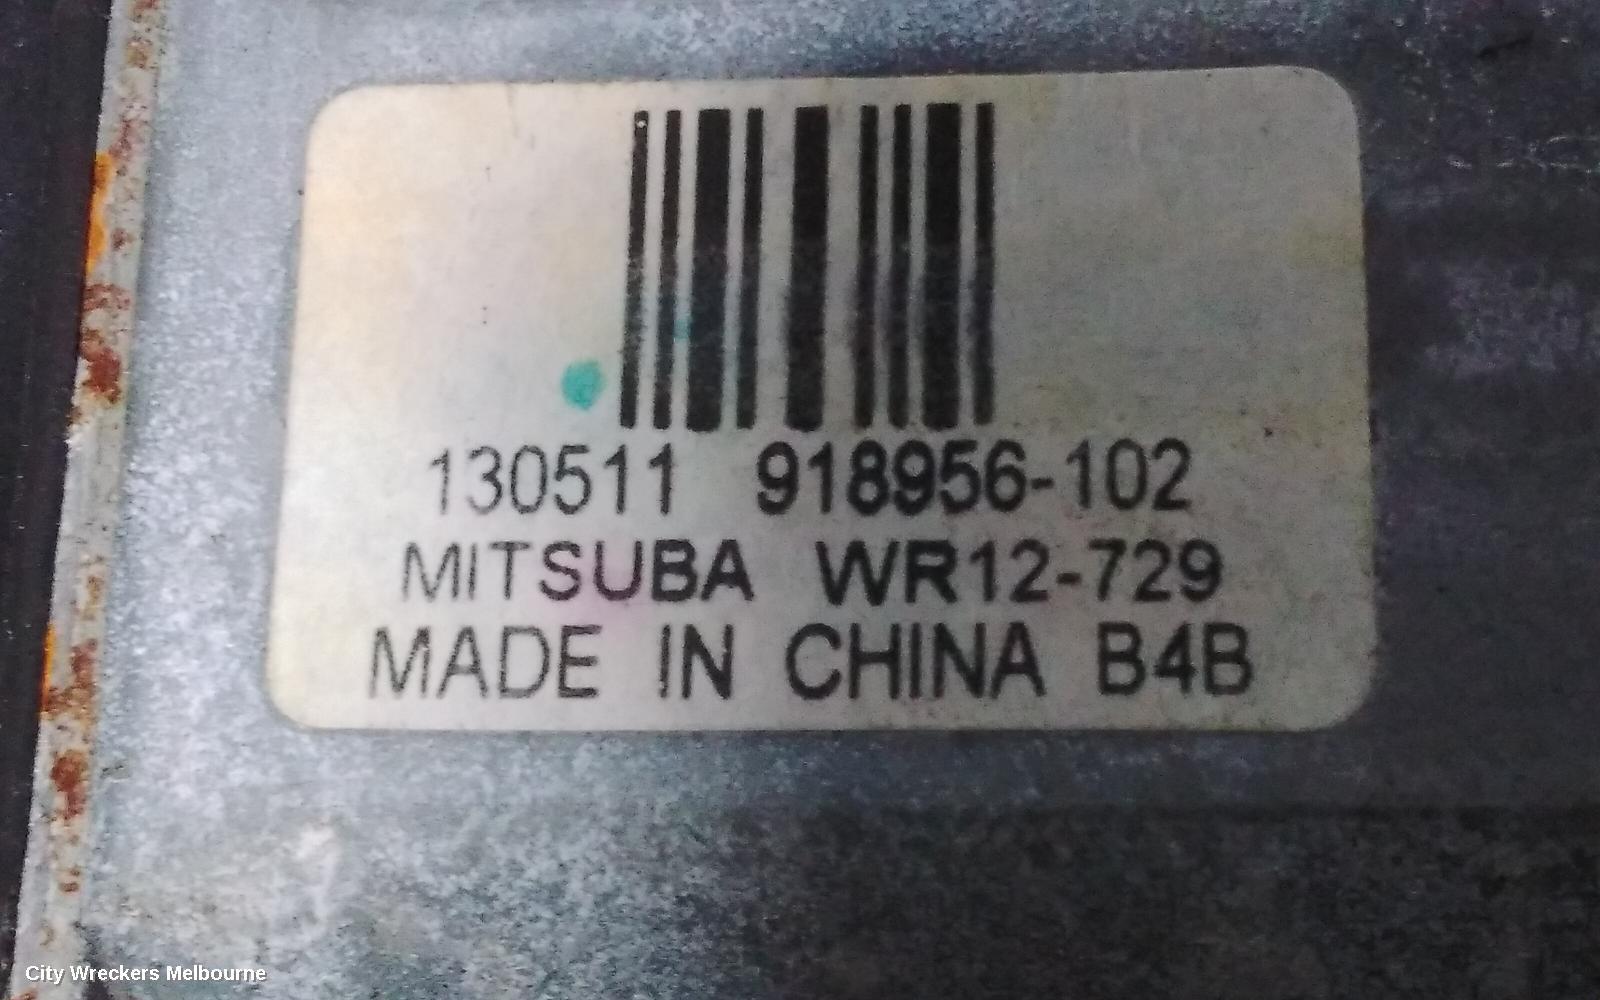 130511 918956-102
MITSUBA WR12-729
MADE IN CHINA B4B
City Wreckers Melbourne